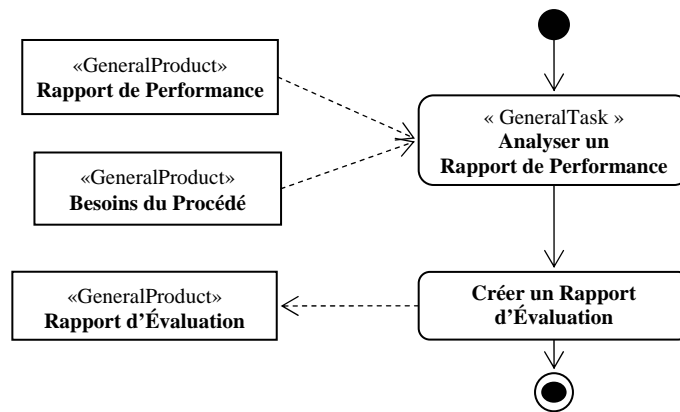 «GeneralProduct»
Rapport de Performance
«GeneralProduct»
Besoins du Procédé
«GeneralProduct»
Rapport d’Évaluation
« GeneralTask »
Analyser un
Rapport de Performance
Créer un Rapport
d’Évaluation